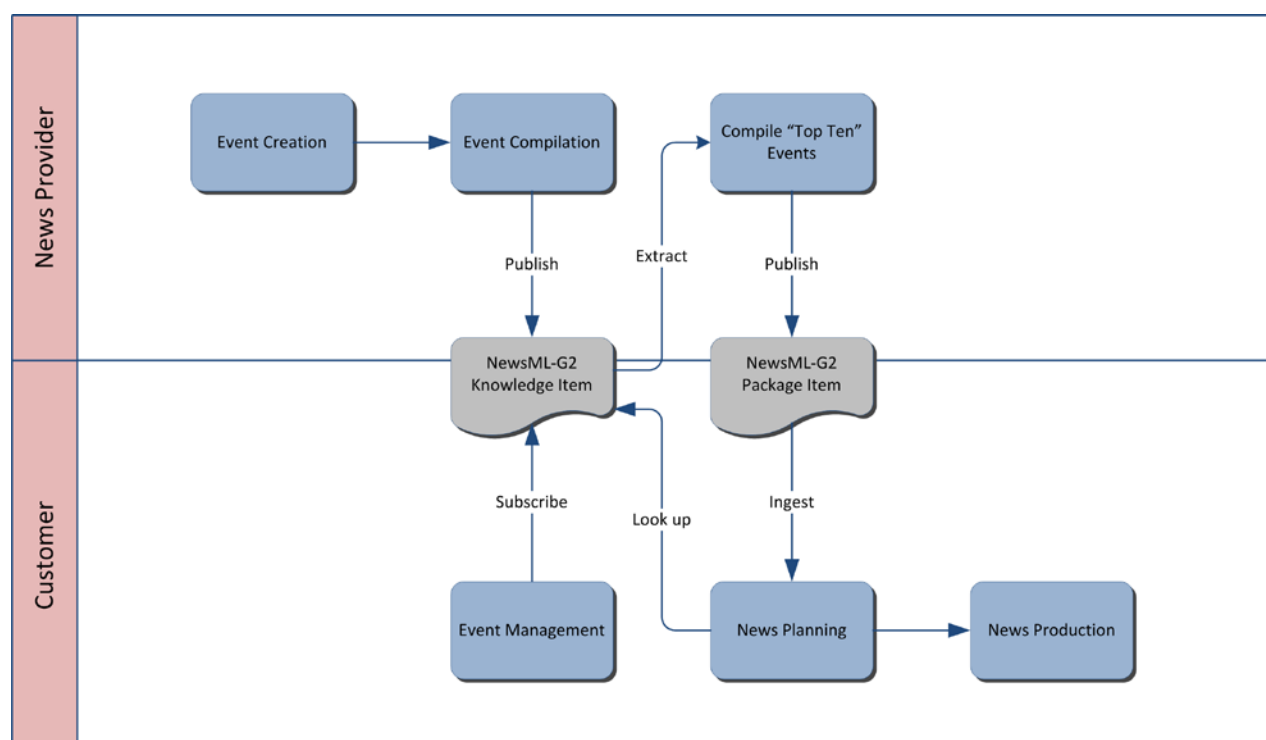 News Provider
Event Creation
Event Compilation
Compile “Top Ten”
Events
Publish
Extract
Publish
NewsML-G2
Knowledge Item
NewsML-G2
Package Item
Customer
Subscribe
Look up
Ingest
Event Management
News Planning
News Production